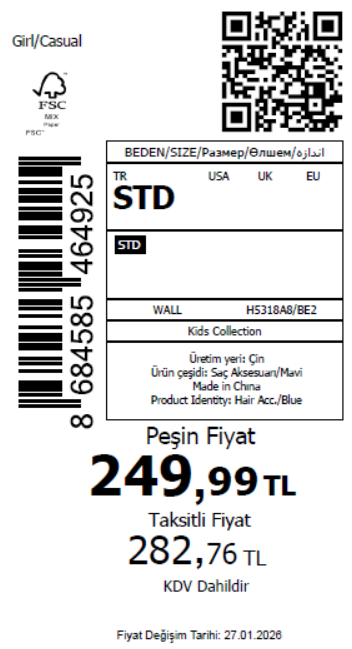 Girl/Casual
FSC
MIX
Paper
FSC™
BEDEN/SIZE/Размер/Өлшем/اندازه
TR USA UK EU
STD
STD
WALL H5318A8/BE2
Kids Collection
Üretim yeri: Çin
Ürün çeşidi: Saç Aksesuarı/Mavi
Made in China
Product Identity: Hair Acc./Blue
8 684585 464925
Peşin Fiyat
249,99 TL
Taksitli Fiyat
282,76 TL
KDV Dahildir
Fiyat Değişim Tarihi: 27.01.2026